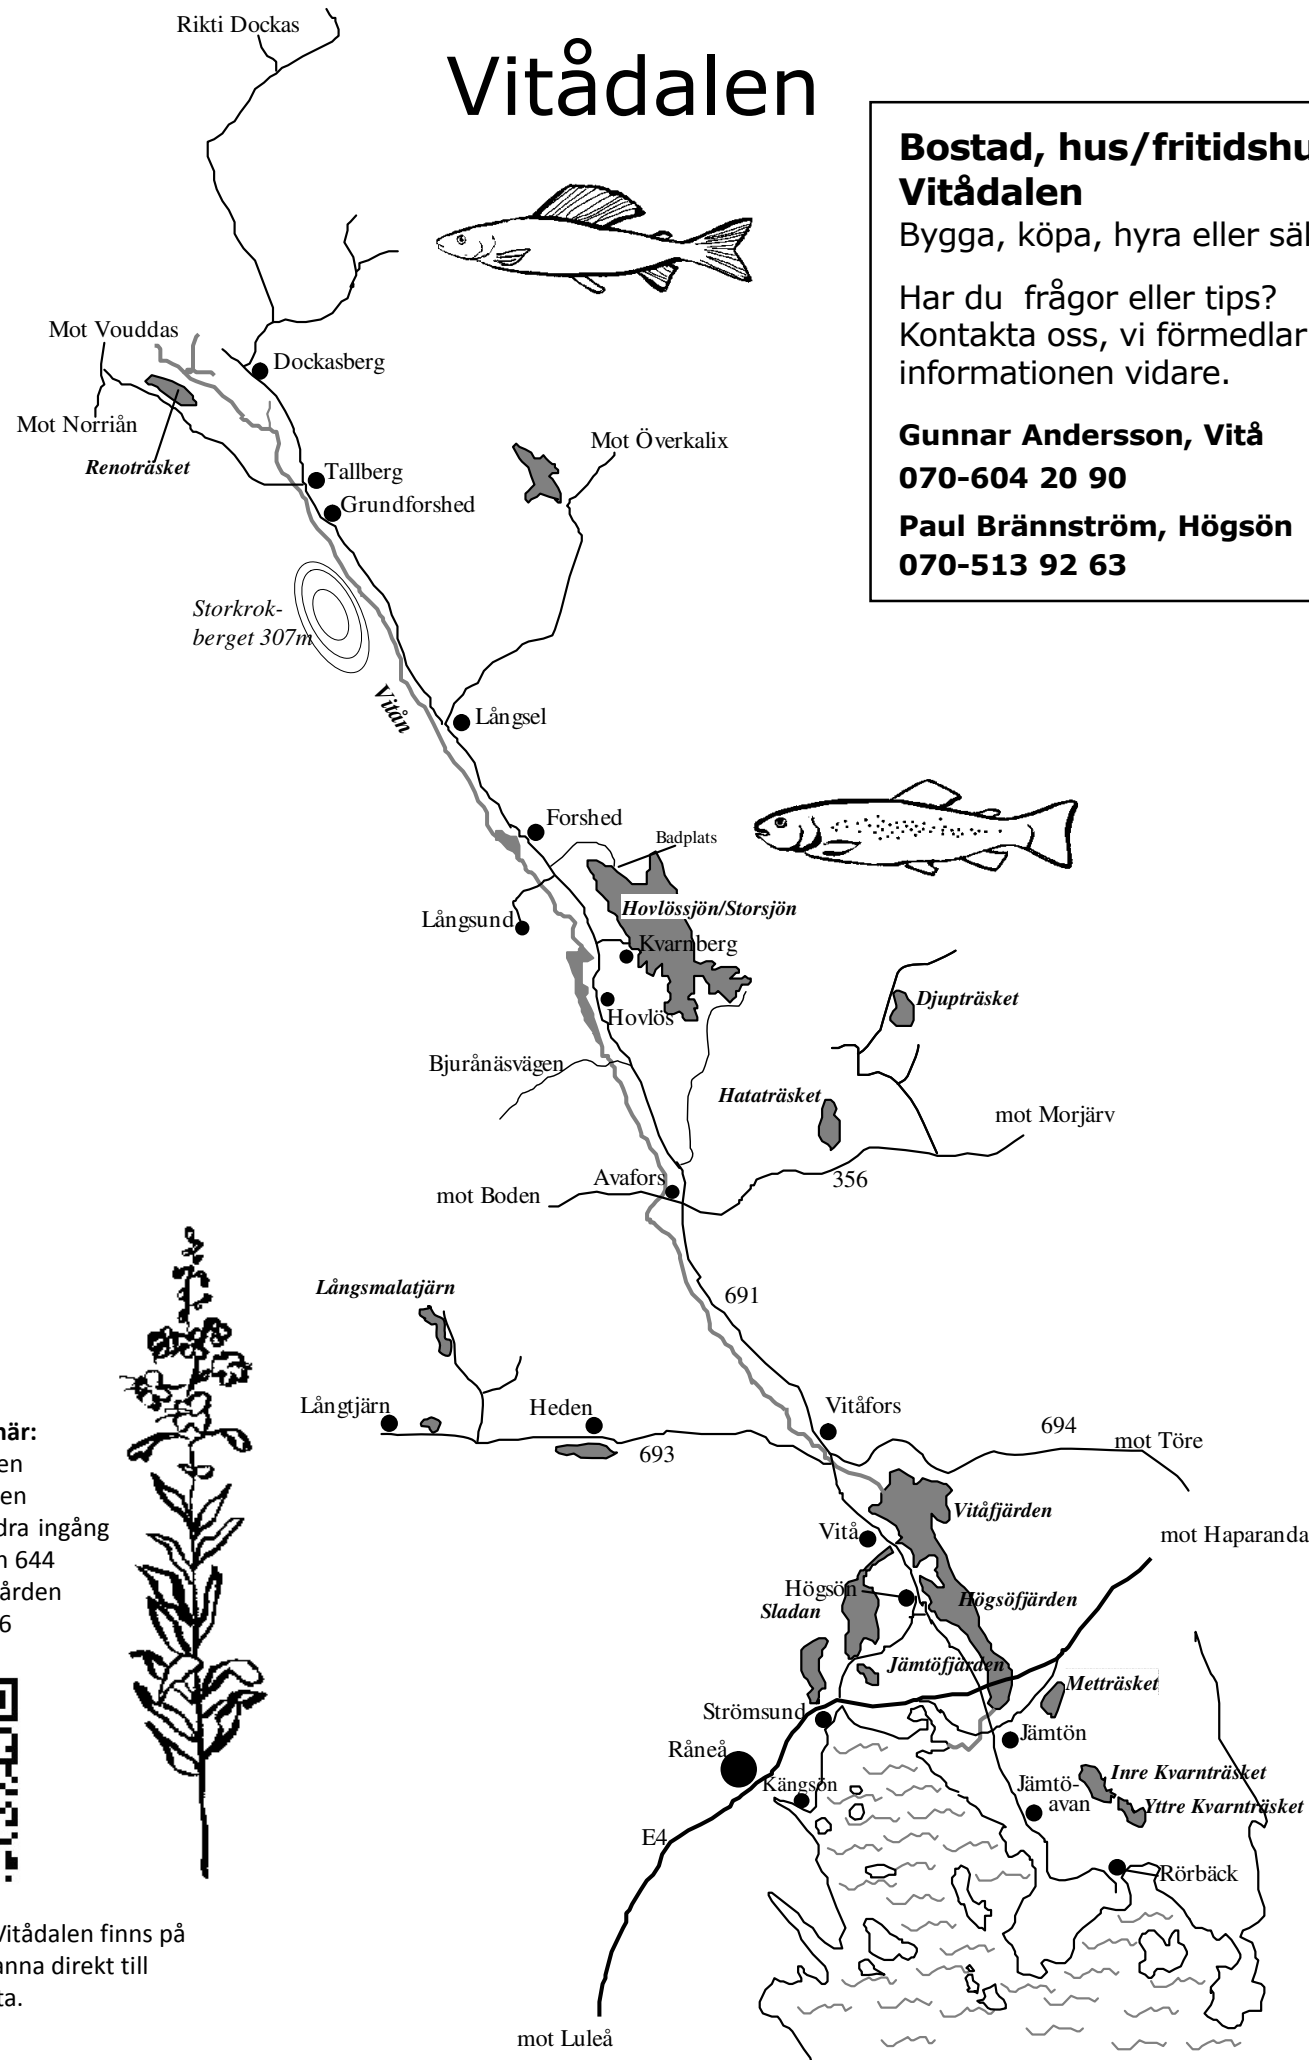 Rikti Dockas
Vitådalen
Bostad, hus/fritidshu
Vitådalen
Bygga, köpa, hyra eller säl
Har du frågor eller tips?
Kontakta oss, vi förmedlar
informationen vidare.
Gunnar Andersson, Vitå
070-604 20 90
Paul Brännström, Högsön
070-513 92 63
Mot Vouddas
Dockasberg
Mot Norriån
Renoträsket
Tallberg
Grundforshed
Mot Överkalix
Storkrok-
berget 307m
Vitån
Långsel
Forshed
Badplats
Långsund
Hovlössjön/Storsjön
Kvarnberg
Hovlös
Djupträsket
Bjurånäsvägen
Hataträsket
mot Morjärv
Avafors
356
mot Boden
691
Långsmalatjärn
Långtjärn
Heden
693
Vitåfors
694
mot Töre
Vitåfjärden
Vitå
mot Haparanda
Högsön
Sladan
Högsöfjärden
Jämtöfjärden
Metträsket
Strömsund
Jämtön
Råneå
Kängsön
Jämtö-
avan
Inre Kvarnträsket
Yttre Kvarnträsket
E4
Rörbäck
mot Luleå
när:
en
en
dra ingång
n 644
ården
6
Vitådalen finns på
anna direkt till
ta.